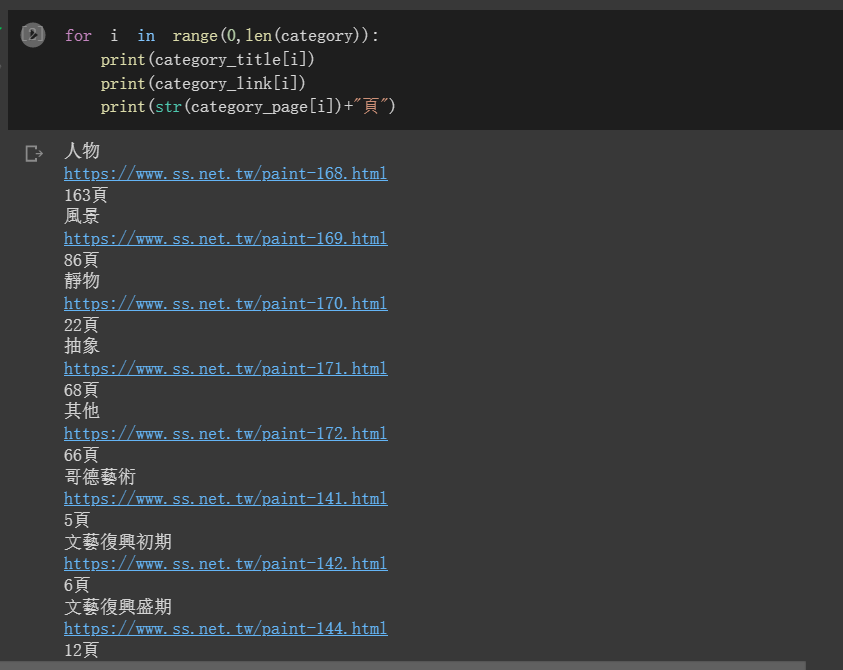 for i in range(0,len(category)):
    print(category_title[i])
    print(category_link[i])
    print(str(category_page[i])+"頁")
人物
https://www.ss.net.tw/paint-168.html
163頁
風景
https://www.ss.net.tw/paint-169.html
86頁
靜物
https://www.ss.net.tw/paint-170.html
22頁
抽象
https://www.ss.net.tw/paint-171.html
68頁
其他
https://www.ss.net.tw/paint-172.html
66頁
哥德藝術
https://www.ss.net.tw/paint-141.html
5頁
文藝復興初期
https://www.ss.net.tw/paint-142.html
6頁
文藝復興盛期
https://www.ss.net.tw/paint-144.html
12頁